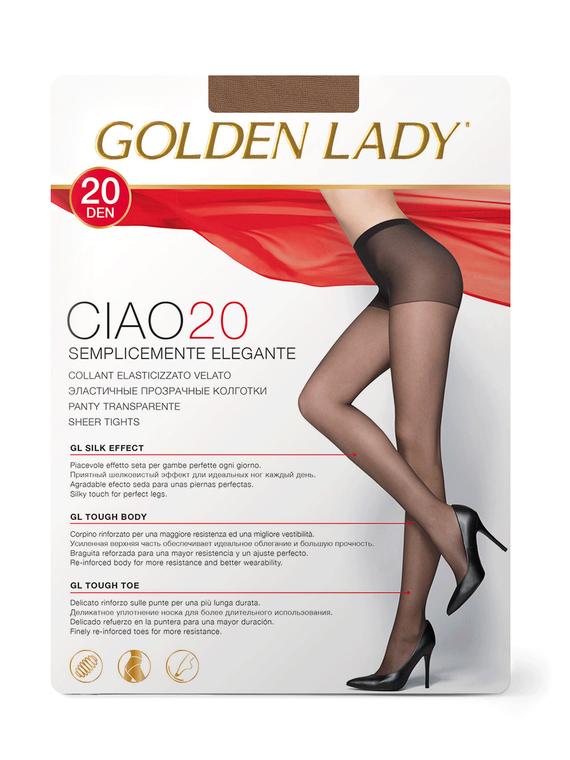 GOLDEN LADY
20
DEN
CIAO20
SEMPLICEMENTE ELEGANTE
COLLANT ELASTICIZZATO VELATO
ЭЛАСТИЧНЫЕ ПРОЗРАЧНЫЕ КОЛГОТКИ
PANTY TRANSPARENTE
SHEER TIGHTS
GL SILK EFFECT
Piacevole effetto seta per gambe perfette ogni giorno.
Приятный шелковистый эффект для идеальных ног каждый день.
Agradable efecto seda para unas piernas perfectas.
Silky touch for perfect legs.
GL TOUGH BODY
Corpino rinforzato per una maggiore resistenza ed una migliore vestibilità.
Усиленная верхняя часть обеспечивает идеальное облегание и большую прочность.
Braguita reforzada para una mayor resistencia y un ajuste perfecto.
Re-inforced body for more resistance and better wearability.
GL TOUGH TOE
Delicato rinforzo sulle punte per una più lunga durata.
Деликатное уплотнение носка для более длительного использования.
Delicado refuerzo en la puntera para una mayor duración.
Finely re-inforced toes for more resistance.